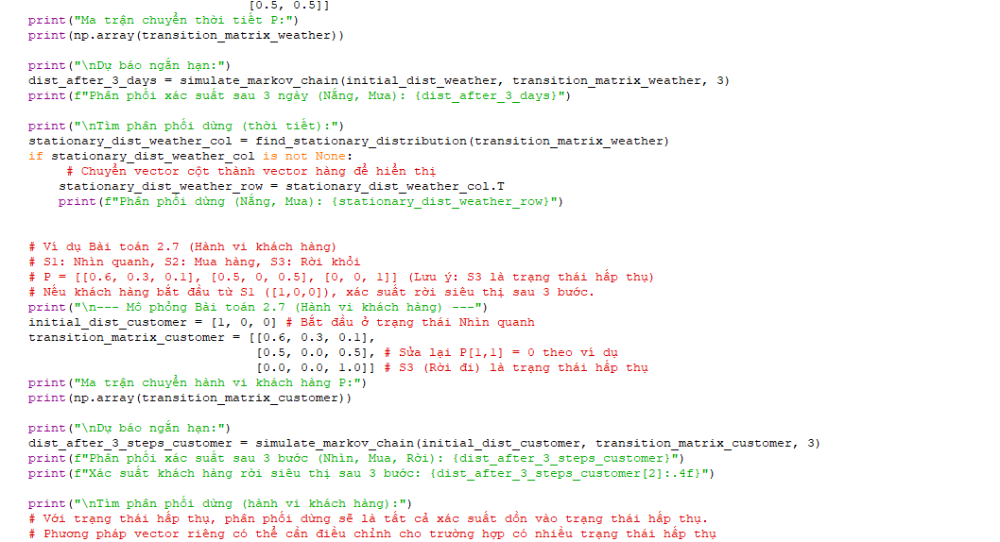 [0.5, 0.5]]
print("Ma trận chuyển thời tiết P:")
print(np.array(transition_matrix_weather))
print("\nDự báo ngắn hạn:")
dist_after_3_days = simulate_markov_chain(initial_dist_weather, transition_matrix_weather, 3)
print(f"Phân phối xác suất sau 3 ngày (Nắng, Mưa): {dist_after_3_days}")
print("\nTìm phân phối dừng (thời tiết):")
stationary_dist_weather_col = find_stationary_distribution(transition_matrix_weather)
if stationary_dist_weather_col is not None:
# Chuyển vector cột thành vector hàng để hiển thị
stationary_dist_weather_row = stationary_dist_weather_col.T
print(f"Phân phối dừng (Nắng, Mưa): {stationary_dist_weather_row}")
# Ví dụ Bài toán 2.7 (Hành vi khách hàng)
# S1: Nhìn quanh, S2: Mua hàng, S3: Rời khỏi
# P = [[0.6, 0.3, 0.1], [0.5, 0, 0.5], [0, 0, 1]] (Lưu ý: S3 là trạng thái hấp thụ)
# Nếu khách hàng bắt đầu từ S1 ([1,0,0]), xác suất rời siêu thị sau 3 bước.
print("\n--- Mô phỏng Bài toán 2.7 (Hành vi khách hàng) ---")
initial_dist_customer = [1, 0, 0] # Bắt đầu ở trạng thái Nhìn quanh
transition_matrix_customer = [[0.6, 0.3, 0.1],
[0.5, 0.0, 0.5], # Sửa lại P[1,1] = 0 theo ví dụ
[0.0, 0.0, 1.0]] # S3 (Rời đi) là trạng thái hấp thụ
print("Ma trận chuyển hành vi khách hàng P:")
print(np.array(transition_matrix_customer))
print("\nDự báo ngắn hạn:")
dist_after_3_steps_customer = simulate_markov_chain(initial_dist_customer, transition_matrix_customer, 3)
print(f"Phân phối xác suất sau 3 bước (Nhìn, Mua, Rời): {dist_after_3_steps_customer}")
print(f"Xác suất khách hàng rời siêu thị sau 3 bước: {dist_after_3_steps_customer[2]:.4f}")
print("\nTìm phân phối dừng (hành vi khách hàng):")
# Với trạng thái hấp thụ, phân phối dừng sẽ là tất cả xác suất dồn vào trạng thái hấp thụ.
# Phương pháp vector riêng có thể cần điều chỉnh cho trường hợp có nhiều trạng thái hấp thụ